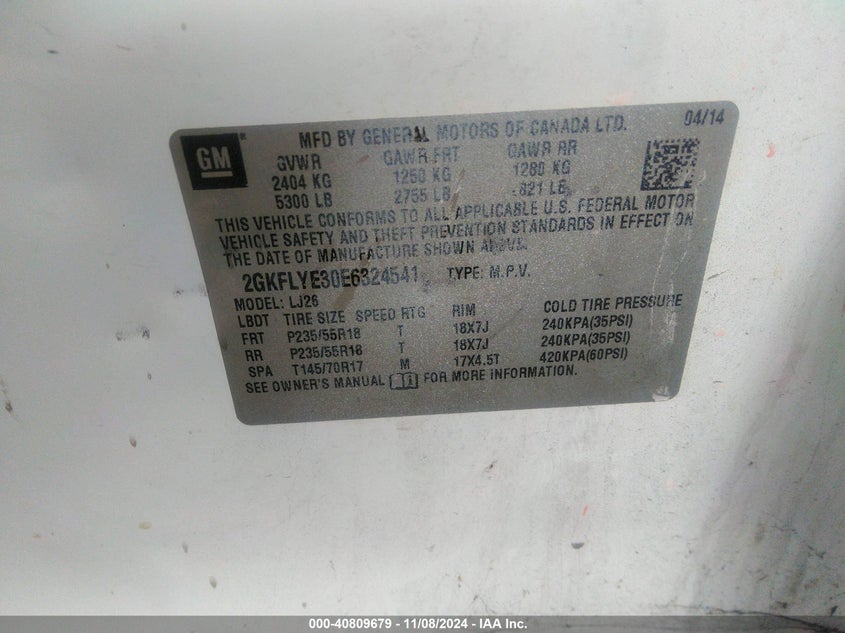 GM
MFD BY GENERAL MOTORS OF CANADA LTD. 04/14
GVWR GAWR FRT GAWR RR
2404 KG 1250 KG 1280 KG
5300 LB 2755 LB 821 LB
THIS VEHICLE CONFORMS TO ALL APPLICABLE U.S. FEDERAL MOTOR
VEHICLE SAFETY AND THEFT PREVENTION STANDARDS IN EFFECT ON
THE DATE OF MANUFACTURE SHOWN ABOVE.
2GKFLYE30E6324541 TYPE: M.P.V.
MODEL: LJ26
LBDT TIRE SIZE SPEED RTG RIM COLD TIRE PRESSURE
FRT P235/55R18 T 18X7J 240KPA(35PSI)
RR P235/55R18 T 18X7J 240KPA(35PSI)
SPA T145/70R17 M 17X4.5T 420KPA(60PSI)
SEE OWNER'S MANUAL FOR MORE INFORMATION.
000-40809679 - 11/08/2024 - IAA Inc.